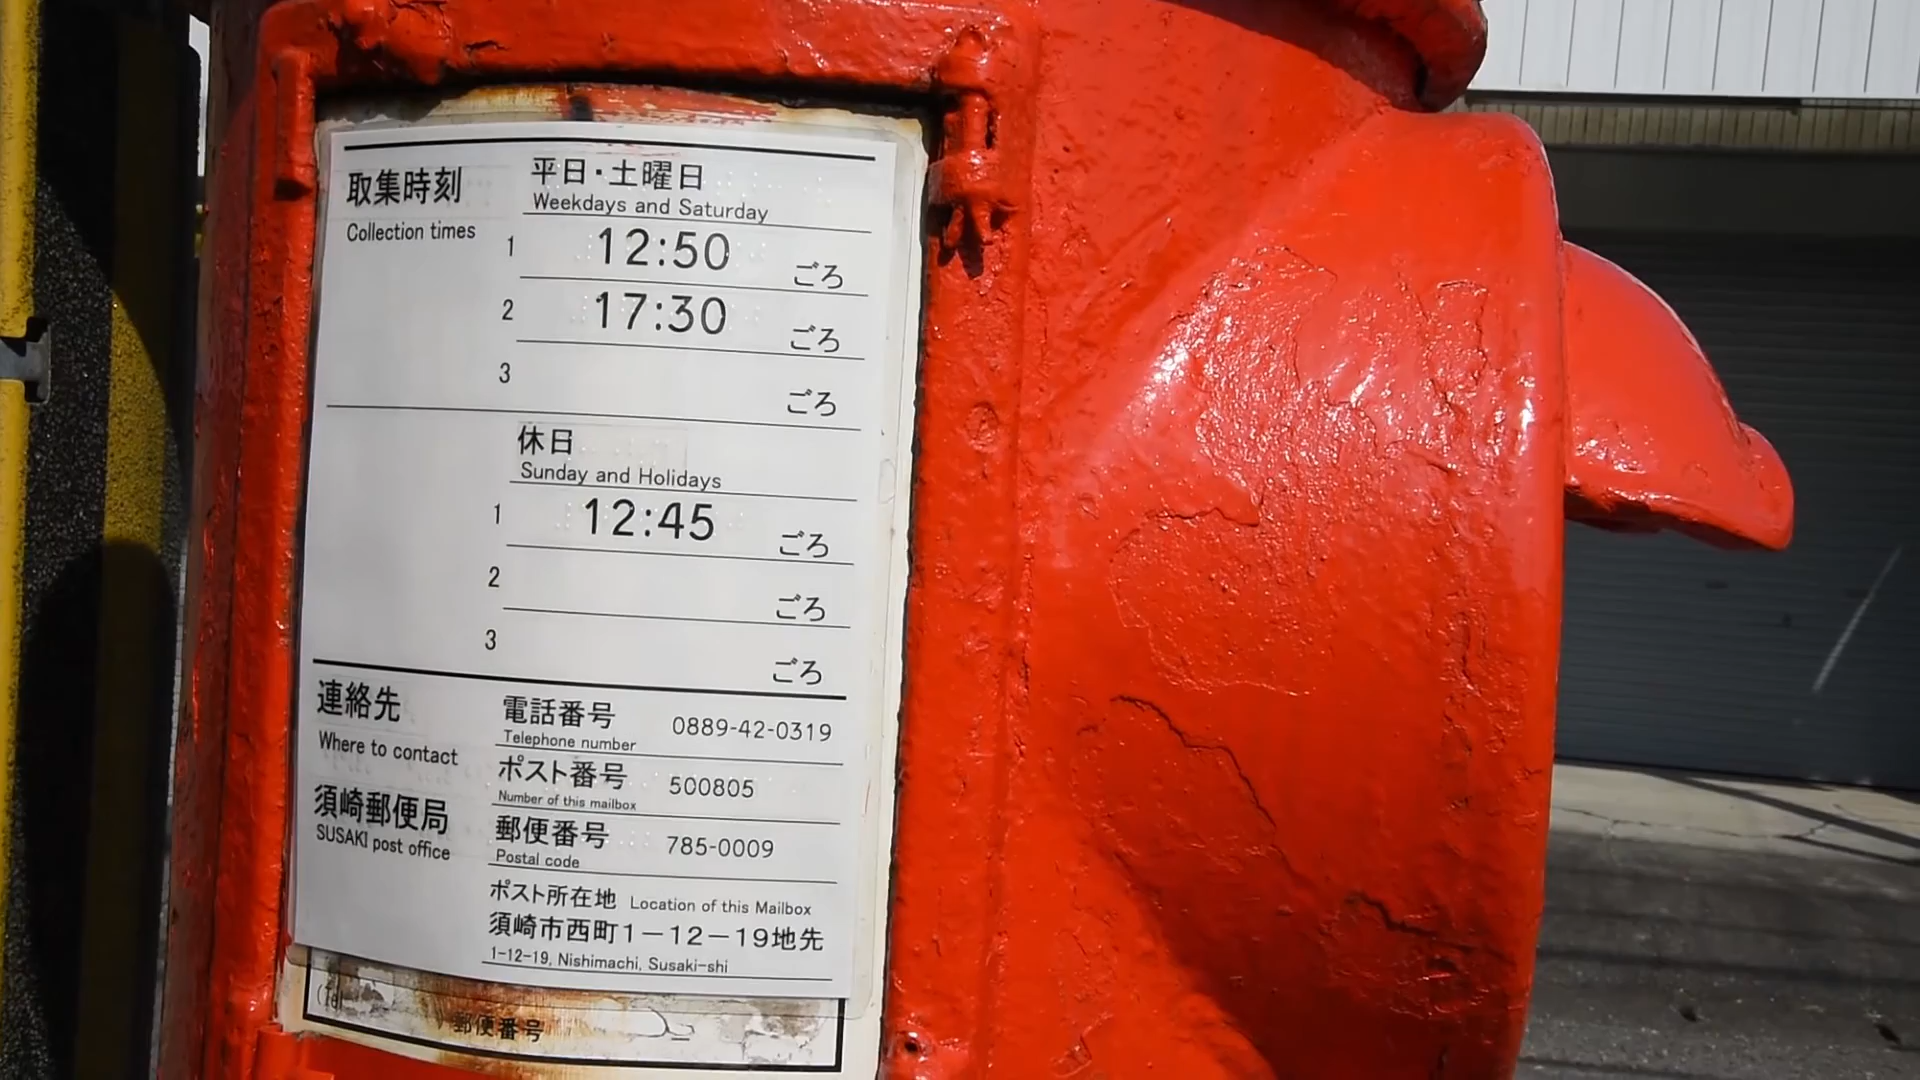 取集時刻
Collection times
平日・土曜日
Weekdays and Saturday
1 12:50 ごろ
2 17:30 ごろ
3 ごろ
休日
Sunday and Holidays
1 12:45 ごろ
2 ごろ
3 ごろ
連絡先
Where to contact
須崎郵便局
SUSAKI post office
電話番号 0889-42-0319
Telephone number
ポスト番号 500805
Number of this mailbox
郵便番号 785-0009
Postal code
ポスト所在地 Location of this Mailbox
須崎市西町1－12－19地先
1-12-19, Nishimachi, Susaki-shi
郵便番号